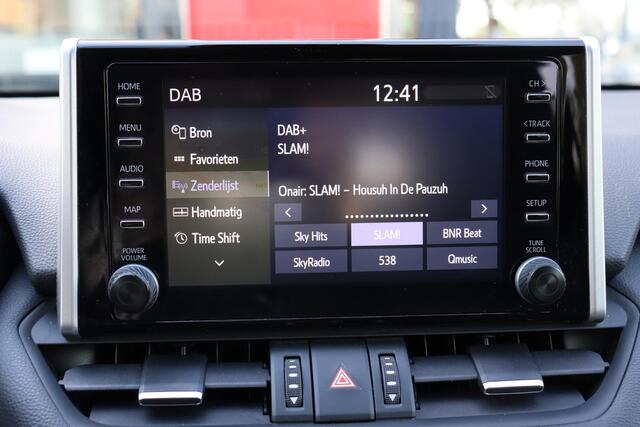 HOME
MENU
AUDIO
MAP
POWER
VOLUME
DAB
12:41
Bron
Favorieten
Zenderlijst
Handmatig
Time Shift
DAB+
SLAM!
Onair: SLAM! – Housuh In De Pauzuh
< >
Sky Hits SLAM! BNR Beat
SkyRadio 538 Qmusic
CH >
< TRACK
PHONE
SETUP
TUNE
SCROLL